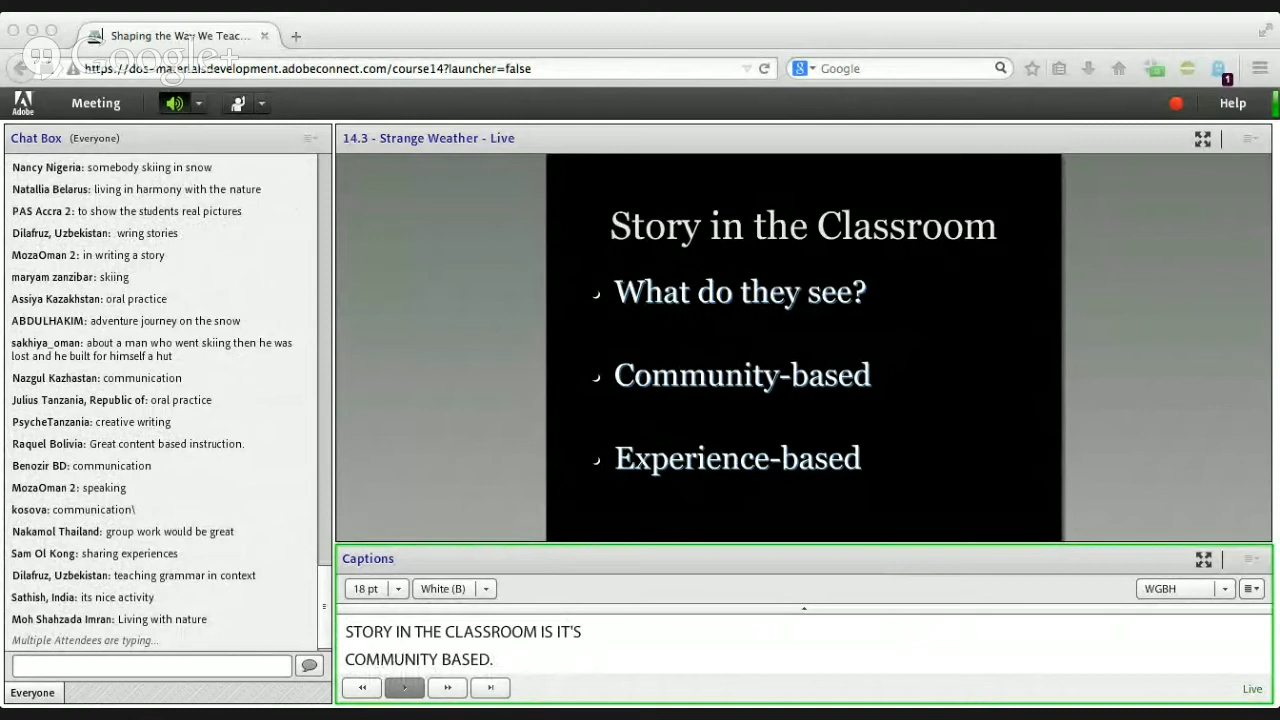 Shaping the Way We Teac...
Google+
https://dos-materialsdevelopment.adobeconnect.com/course14?launcher=false
Google
1
Adobe
Meeting
Help
Chat Box (Everyone)
Nancy Nigeria: somebody skiing in snow
Natallia Belarus: living in harmony with the nature
PAS Accra 2: to show the students real pictures
Dilafruz, Uzbekistan: wring stories
MozaOman 2: in writing a story
maryam zanzibar: skiing
Assiya Kazakhstan: oral practice
ABDULHAKIM: adventure journey on the snow
sakhiya_oman: about a man who went skiing then he was
lost and he built for himself a hut
Nazgul Kazhastan: communication
Julius Tanzania, Republic of: oral practice
PsycheTanzania: creative writing
Raquel Bolivia: Great content based instruction.
Benozir BD: communication
MozaOman 2: speaking
kosova: communication\
Nakamol Thailand: group work would be great
Sam Ol Kong: sharing experiences
Dilafruz, Uzbekistan: teaching grammar in context
Sathish, India: its nice activity
Moh Shahzada Imran: Living with nature
Multiple Attendees are typing...
Everyone
14.3 - Strange Weather - Live
Story in the Classroom
What do they see?
Community-based
Experience-based
Captions
18 pt
White (B)
WGBH
STORY IN THE CLASSROOM IS IT'S
COMMUNITY BASED.
Live